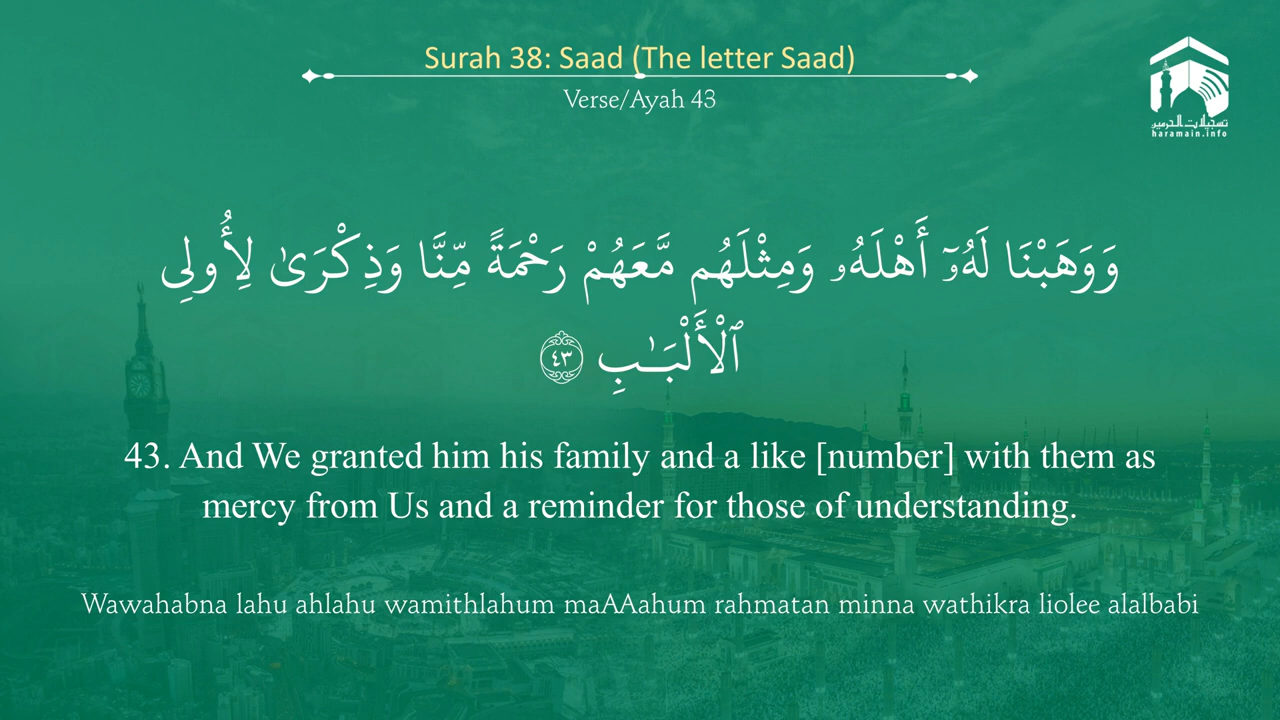 Surah 38: Saad (The letter Saad)
Verse/Ayah 43
تسجيلات الحرمين
haramain.info
وَوَهَبْنَا لَهُۥٓ أَهْلَهُۥ وَمِثْلَهُم مَّعَهُمْ رَحْمَةً مِّنَّا وَذِكْرَىٰ لِأُو۟لِى
ٱلْأَلْبَـٰبِ ٤٣
43. And We granted him his family and a like [number] with them as
mercy from Us and a reminder for those of understanding.
Wawahabna lahu ahlahu wamithlahum maAAahum rahmatan minna wathikra liolee alalbabi